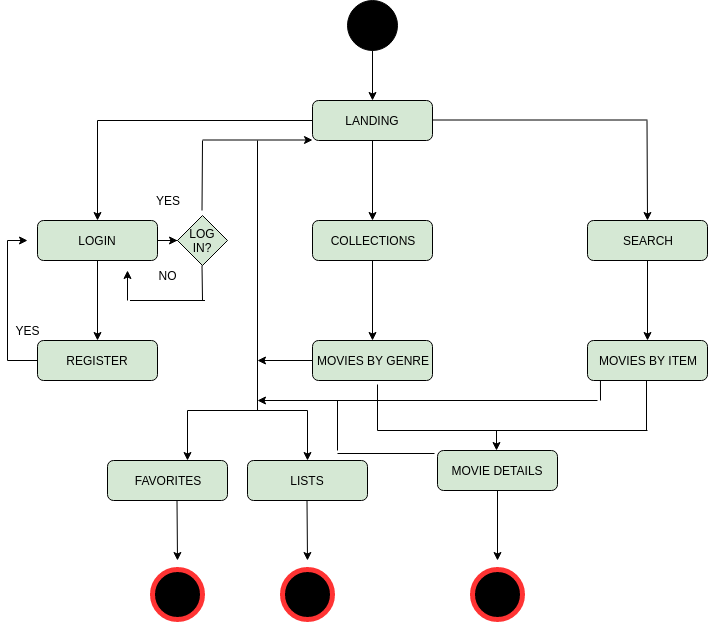 LANDING
YES
LOGIN
LOG
IN?
COLLECTIONS
SEARCH
NO
YES
REGISTER
MOVIES BY GENRE
MOVIES BY ITEM
FAVORITES
LISTS
MOVIE DETAILS